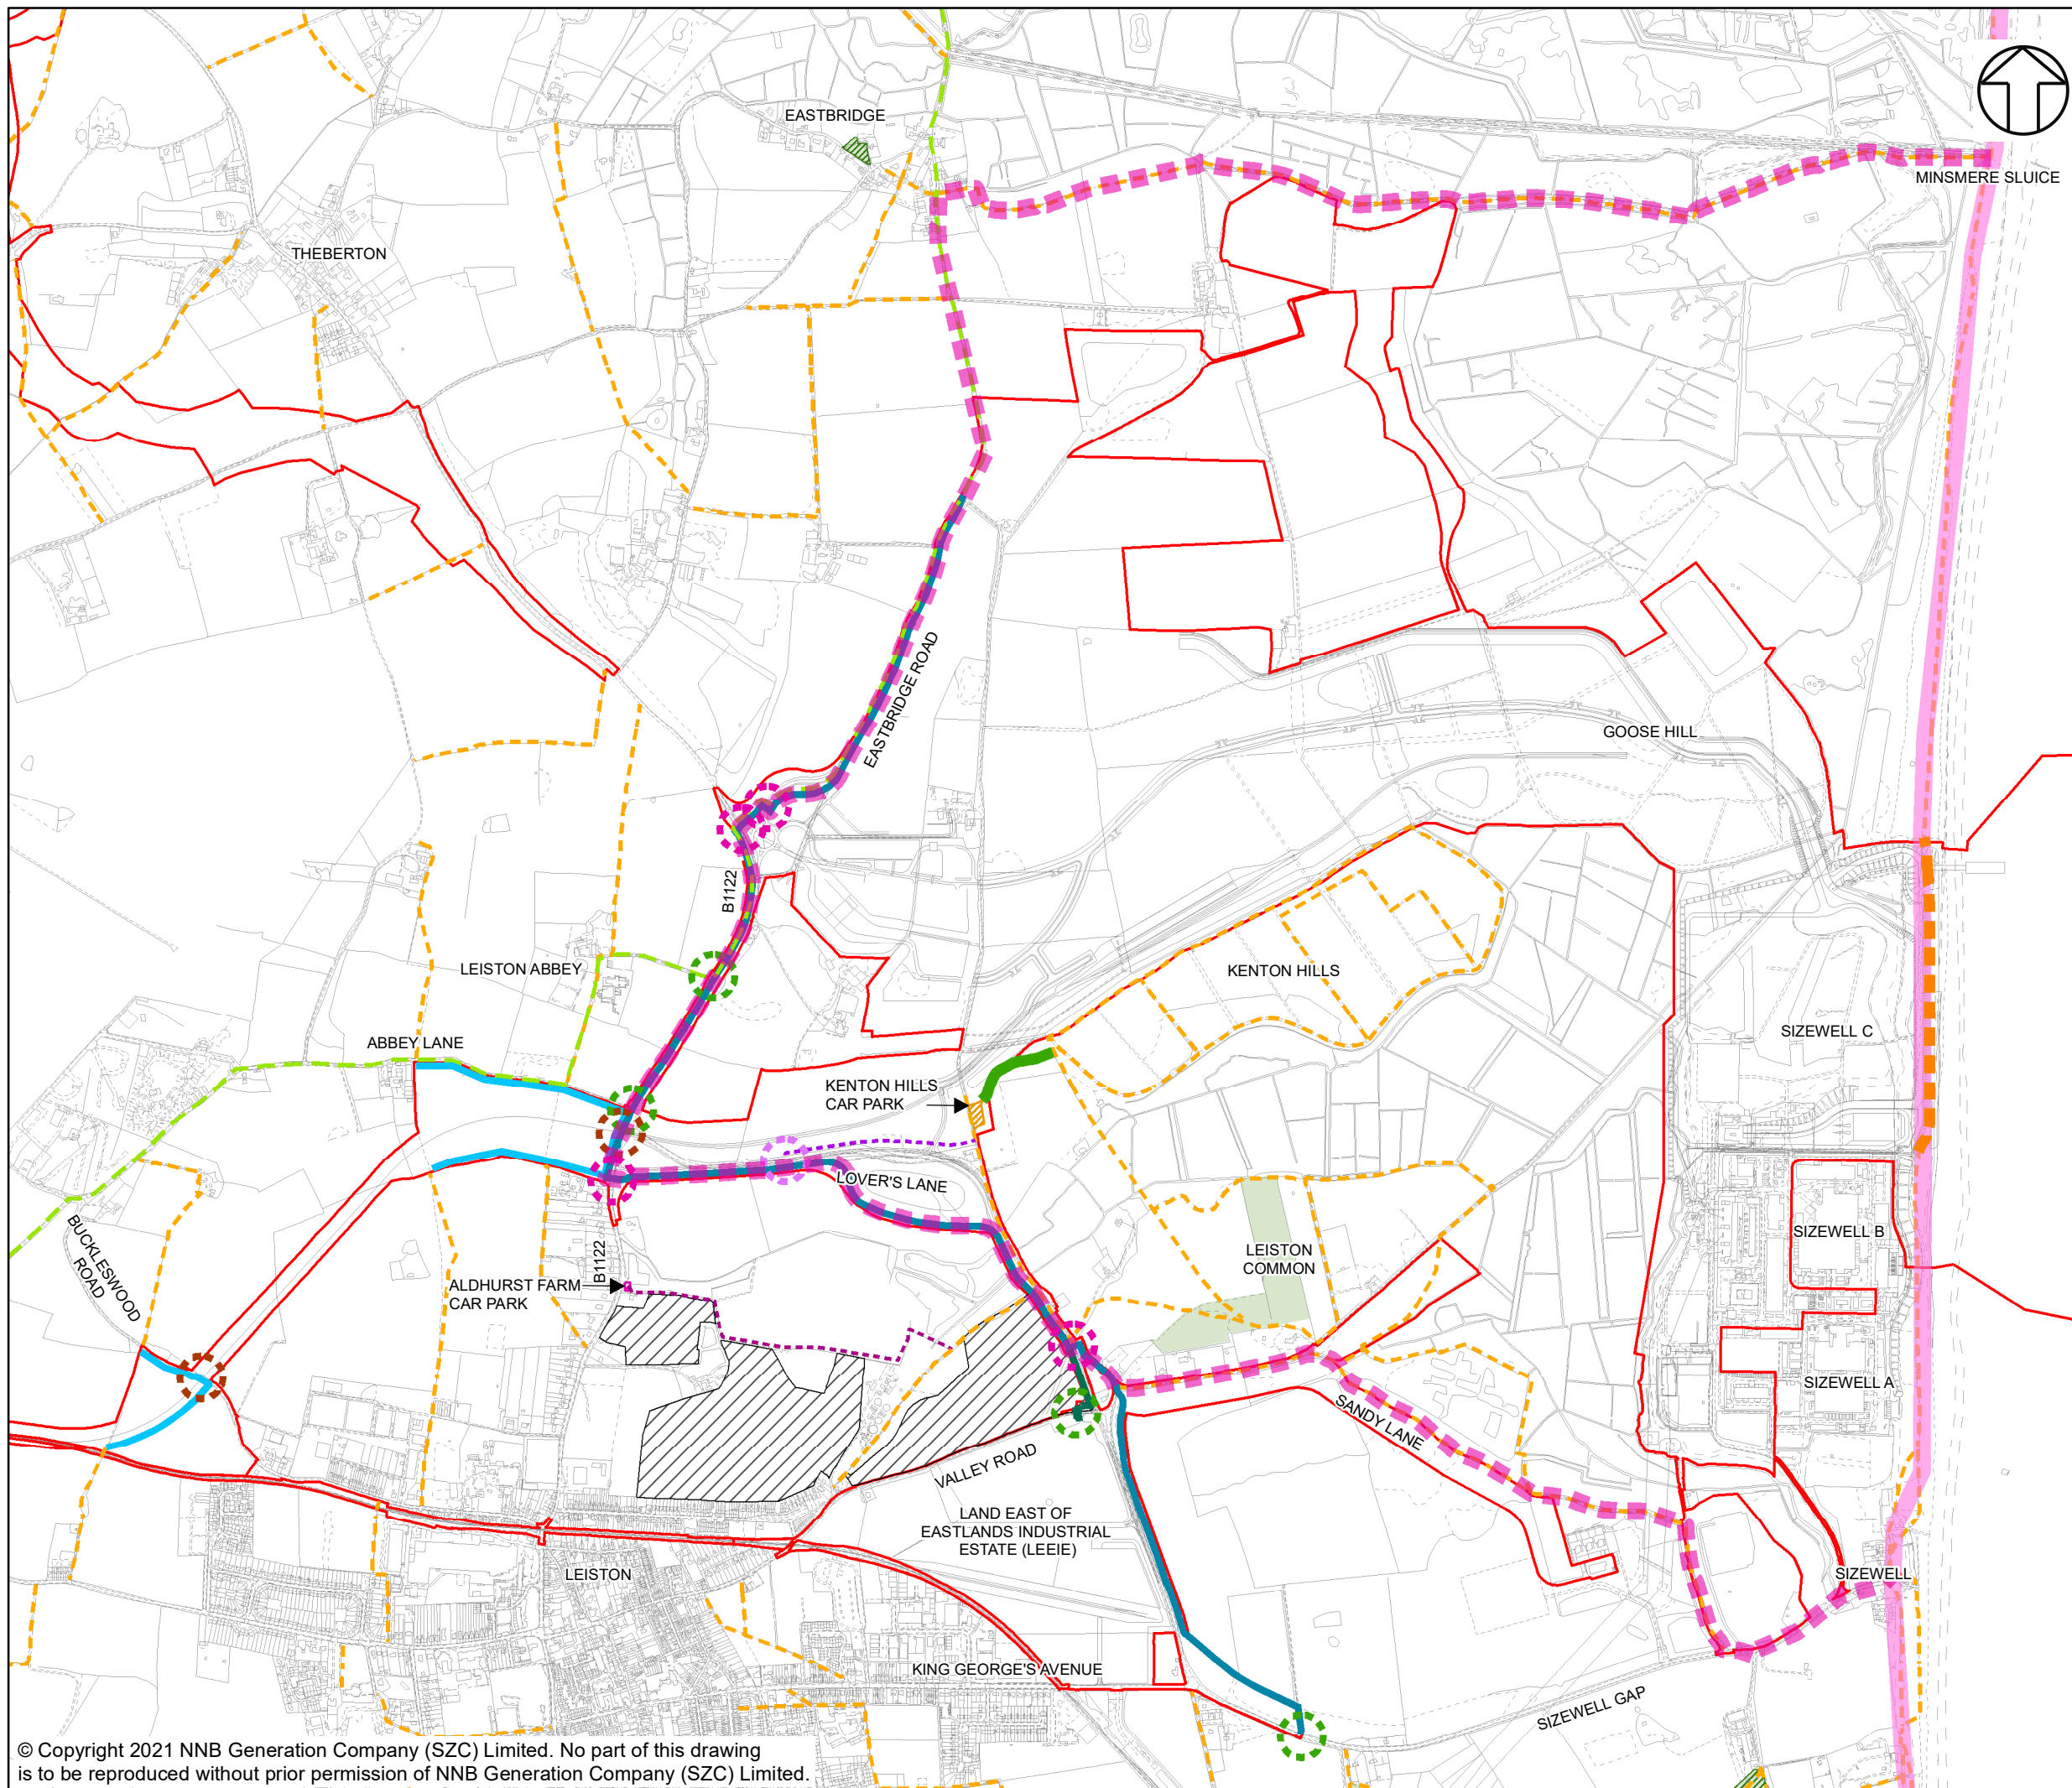 EASTBRIDGE
MINSMERE SLUICE
THEBERTON
EASTBRIDGE ROAD
GOOSE HILL
B1122
LEISTON ABBEY
KENTON HILLS
SIZEWELL C
ABBEY LANE
KENTON HILLS
CAR PARK
LOVER'S LANE
BUCKLESWOOD
ROAD
B1122
SIZEWELL B
LEISTON
COMMON
ALDHURST FARM
CAR PARK
SIZEWELL A
SANDY LANE
VALLEY ROAD
LAND EAST OF
EASTLANDS INDUSTRIAL
ESTATE (LEEIE)
LEISTON
SIZEWELL
KING GEORGE'S AVENUE
SIZEWELL GAP
© Copyright 2021 NNB Generation Company (SZC) Limited. No part of this drawing
is to be reproduced without prior permission of NNB Generation Company (SZC) Limited.